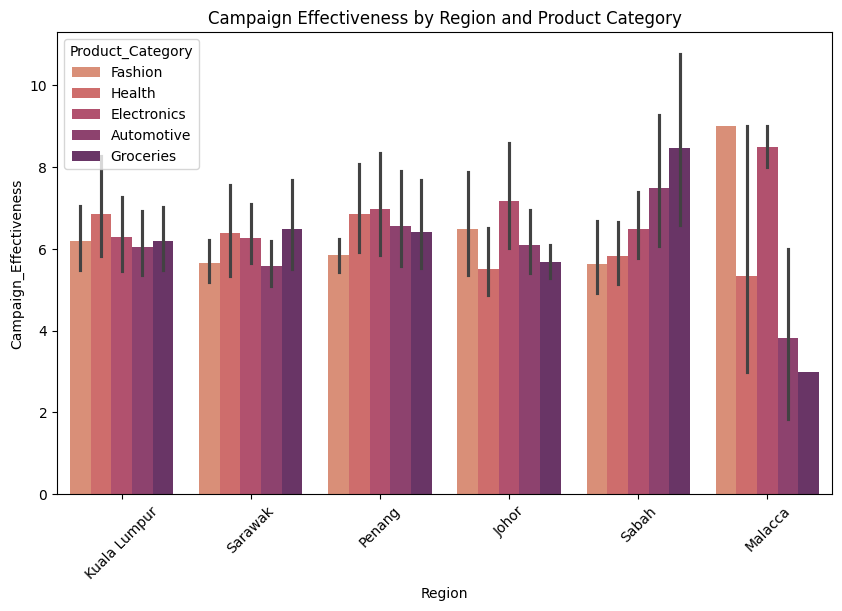 Campaign Effectiveness by Region and Product Category
Product_Category
Fashion
Health
Electronics
Automotive
Groceries
Campaign_Effectiveness
10
8
6
4
2
0
Kuala Lumpur
Sarawak
Penang
Johor
Sabah
Malacca
Region